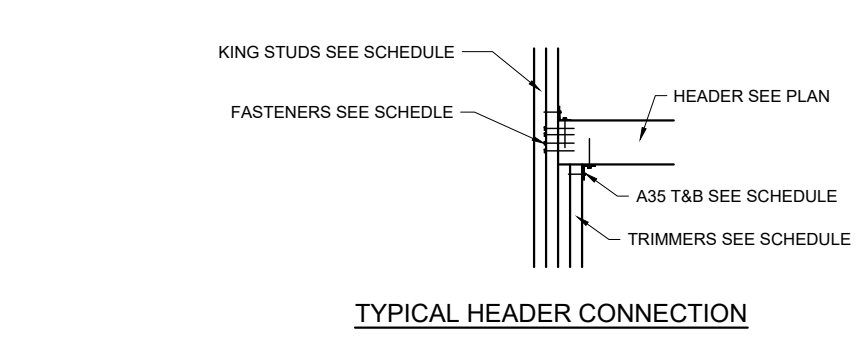 KING STUDS SEE SCHEDULE
FASTENERS SEE SCHEDLE
HEADER SEE PLAN
A35 T&B SEE SCHEDULE
TRIMMERS SEE SCHEDULE
TYPICAL HEADER CONNECTION